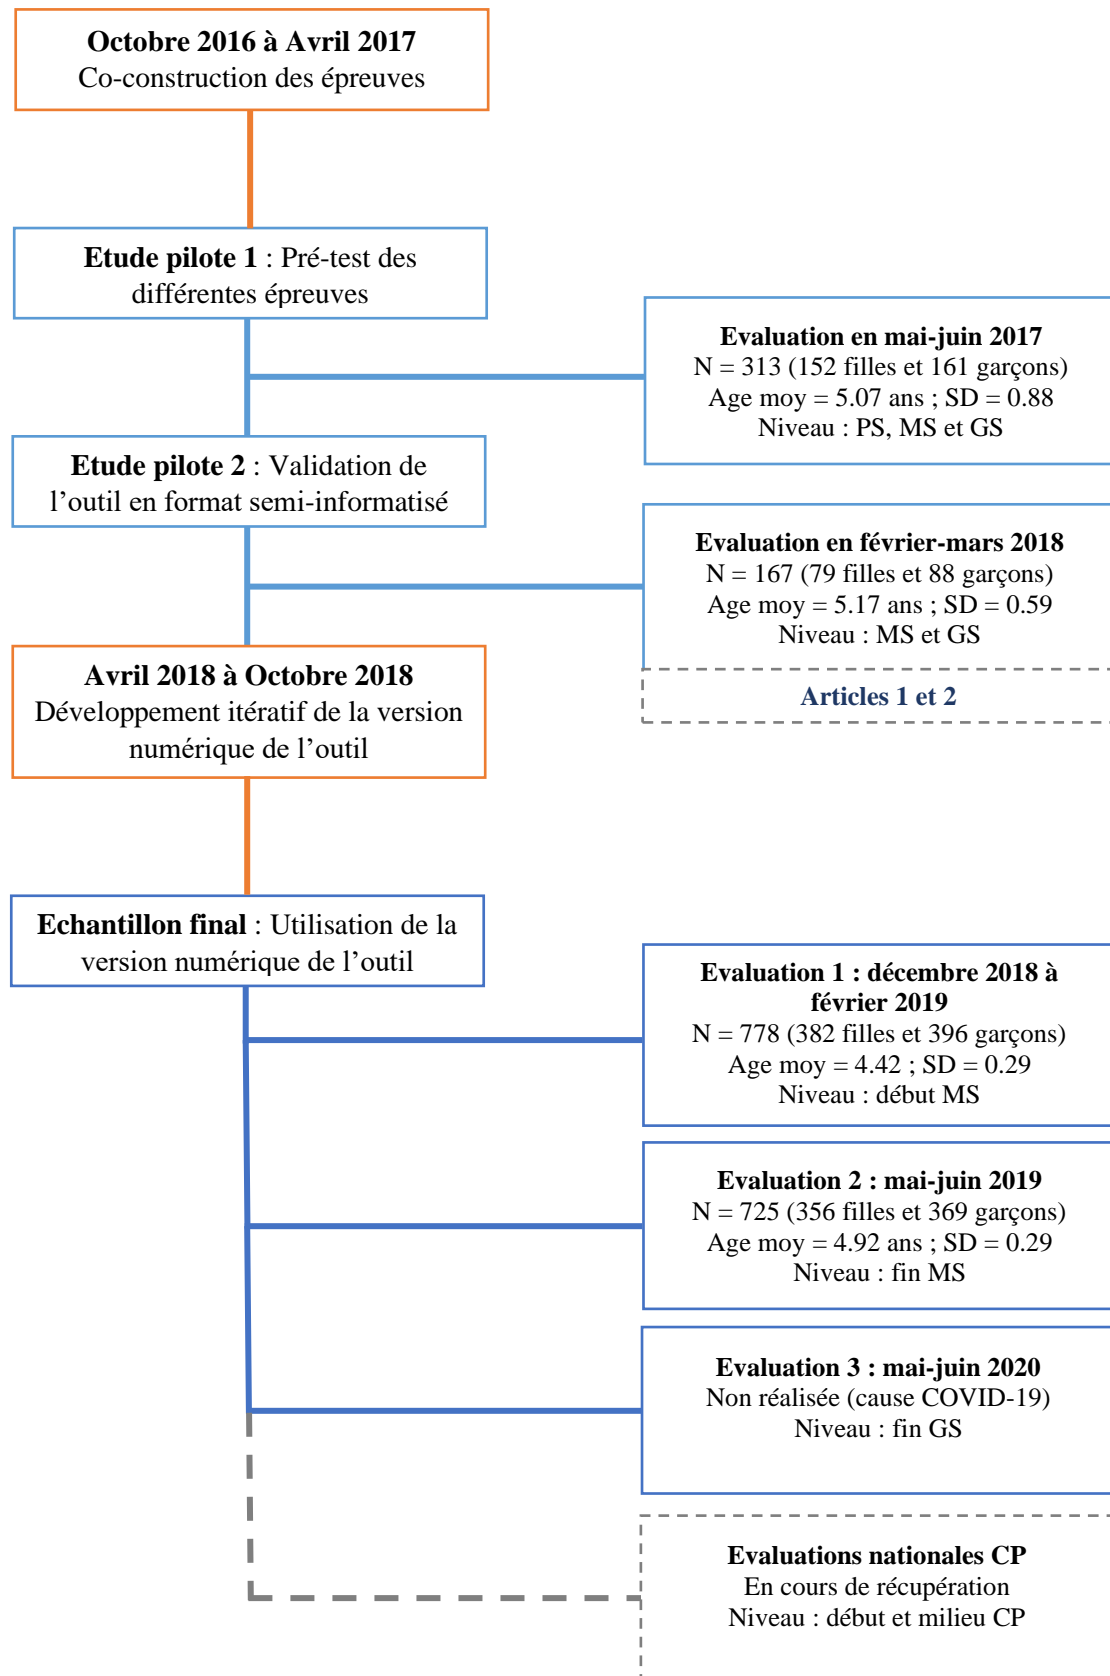 Octobre 2016 à Avril 2017
Co-construction des épreuves
Etude pilote 1 : Pré-test des
différentes épreuves
Evaluation en mai-juin 2017
N = 313 (152 filles et 161 garçons)
Age moy = 5.07 ans ; SD = 0.88
Niveau : PS, MS et GS
Etude pilote 2 : Validation de
l’outil en format semi-informatisé
Evaluation en février-mars 2018
N = 167 (79 filles et 88 garçons)
Age moy = 5.17 ans ; SD = 0.59
Niveau : MS et GS
Articles 1 et 2
Avril 2018 à Octobre 2018
Développement itératif de la version
numérique de l’outil
Echantillon final : Utilisation de la
version numérique de l’outil
Evaluation 1 : décembre 2018 à
février 2019
N = 778 (382 filles et 396 garçons)
Age moy = 4.42 ; SD = 0.29
Niveau : début MS
Evaluation 2 : mai-juin 2019
N = 725 (356 filles et 369 garçons)
Age moy = 4.92 ans ; SD = 0.29
Niveau : fin MS
Evaluation 3 : mai-juin 2020
Non réalisée (cause COVID-19)
Niveau : fin GS
Evaluations nationales CP
En cours de récupération
Niveau : début et milieu CP